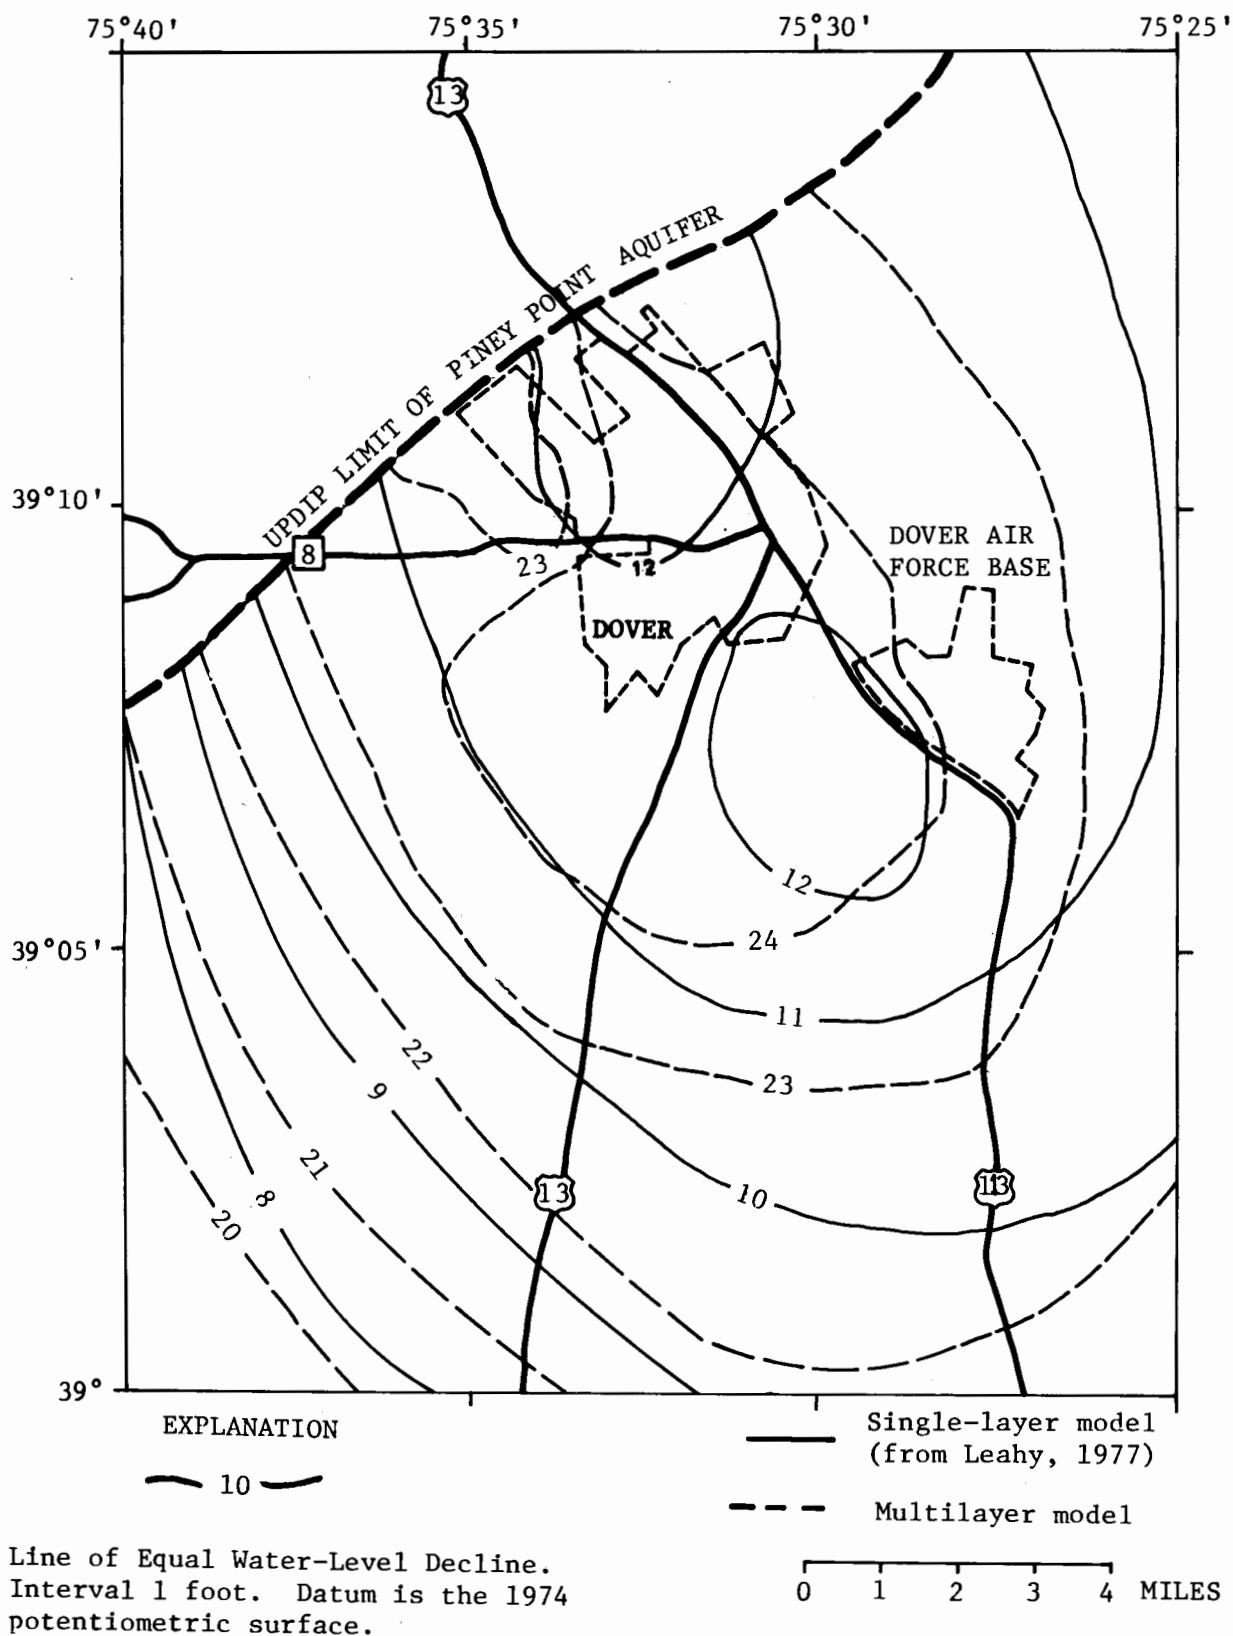 75°40'
75°35'
75°30'
75°25'
13
UPDIP LIMIT OF PINEY POINT AQUIFER
39°10'
8
23
12
DOVER
DOVER AIR
FORCE BASE
12
24
39°05'
11
22
23
9
21
8
10
13
113
20
39°
EXPLANATION
10
Single-layer model
(from Leahy, 1977)
Multilayer model
Line of Equal Water-Level Decline.
Interval 1 foot. Datum is the 1974
potentiometric surface.
0 1 2 3 4 MILES